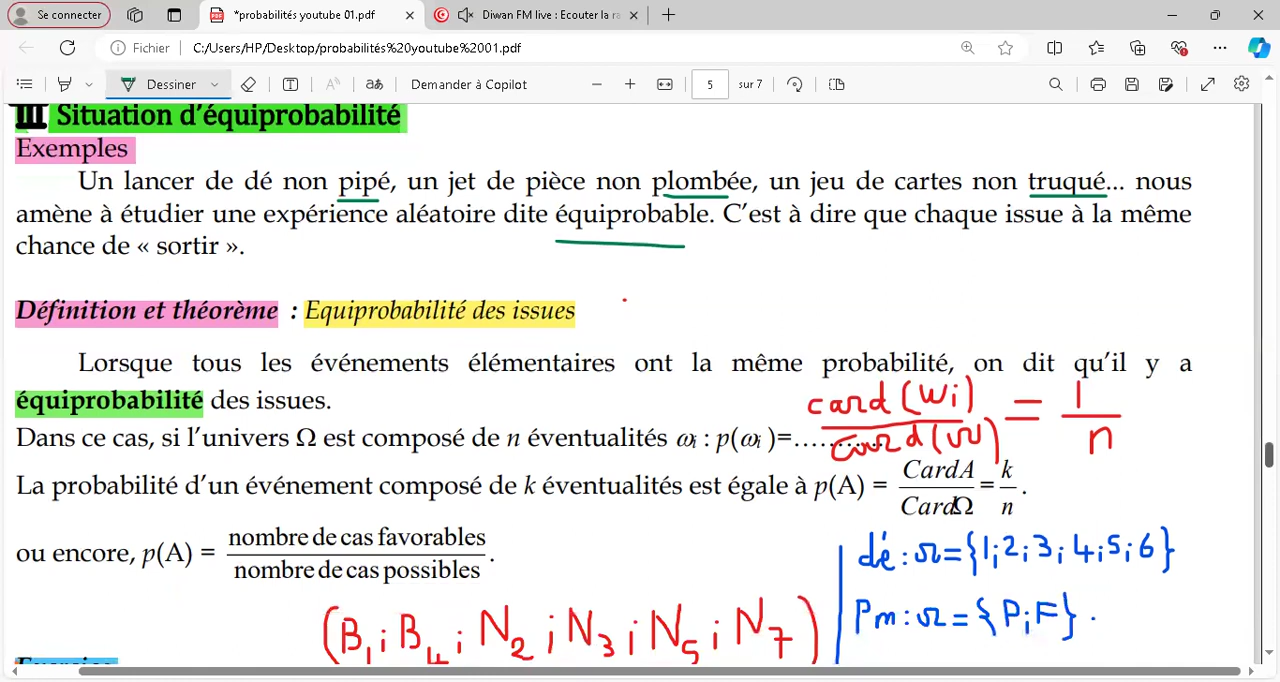 Se connecter
*probabilités youtube 01.pdf
Diwan FM live : Ecouter la ra
Fichier
C:/Users/HP/Desktop/probabilités%20youtube%2001.pdf
Dessiner
aあ
Demander à Copilot
5
sur 7
III Situation d'équiprobabilité
Exemples
Un lancer de dé non pipé, un jet de pièce non plombée, un jeu de cartes non truqué... nous
amène à étudier une expérience aléatoire dite équiprobable. C'est à dire que chaque issue à la même
chance de « sortir ».
Définition et théorème : Equiprobabilité des issues
Lorsque tous les événements élémentaires ont la même probabilité, on dit qu'il y a
équiprobabilité des issues.
card(wi)/card(Ω) = 1/n
Dans ce cas, si l'univers Ω est composé de n éventualités ωi : p(ωi)=............
La probabilité d'un événement composé de k éventualités est égale à p(A) = CardA/CardΩ = k/n.
ou encore, p(A) = nombre de cas favorables/nombre de cas possibles.
dé : Ω = {1;2;3;4;5;6}
Pm : Ω = {P;F}.
(B1; B4; N2; N3; N5; N7)
Exercice